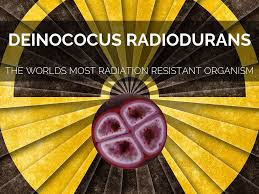 DEINOCOCUS RADIODURANS
THE WORLDS MOST RADIATION RESISTANT ORGANISM